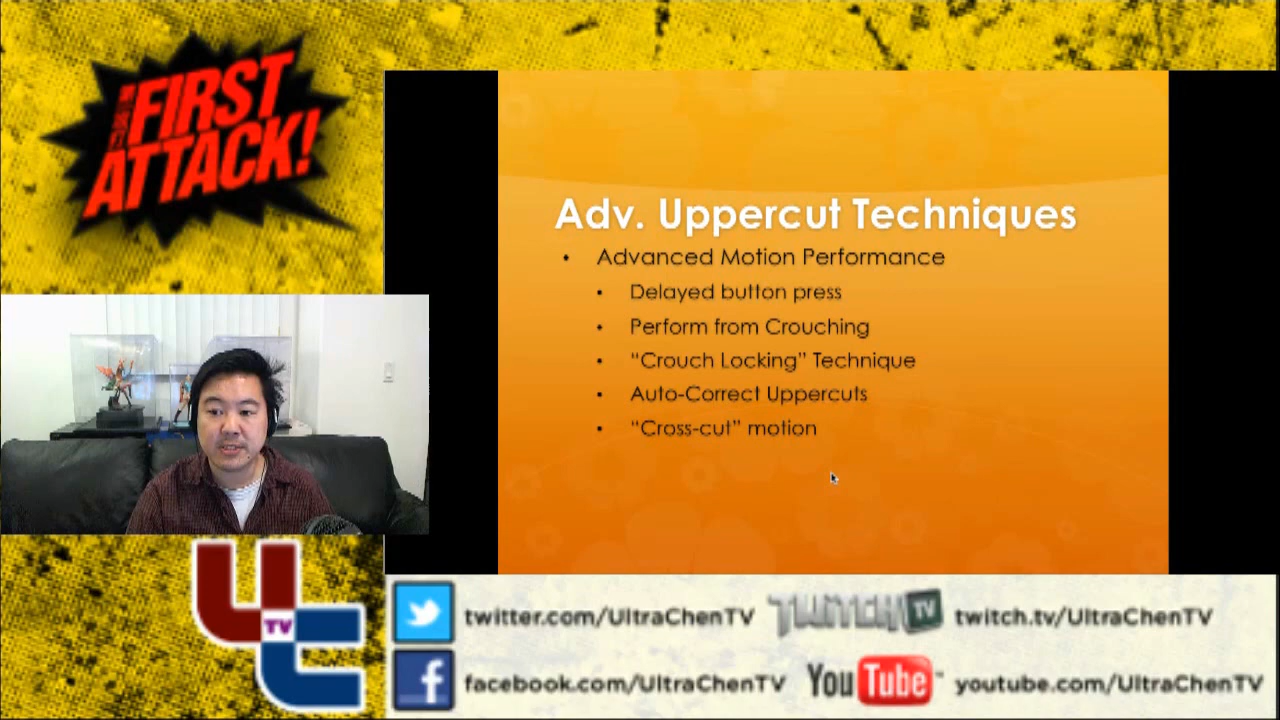 FIRST
ATTACK!
Adv. Uppercut Techniques
• Advanced Motion Performance
• Delayed button press
• Perform from Crouching
• “Crouch Locking” Technique
• Auto-Correct Uppercuts
• “Cross-cut” motion
UC
TV
twitter.com/UltraChenTV
TWITCH TV
twitch.tv/UltraChenTV
f
facebook.com/UltraChenTV
YouTube
youtube.com/UltraChenTV